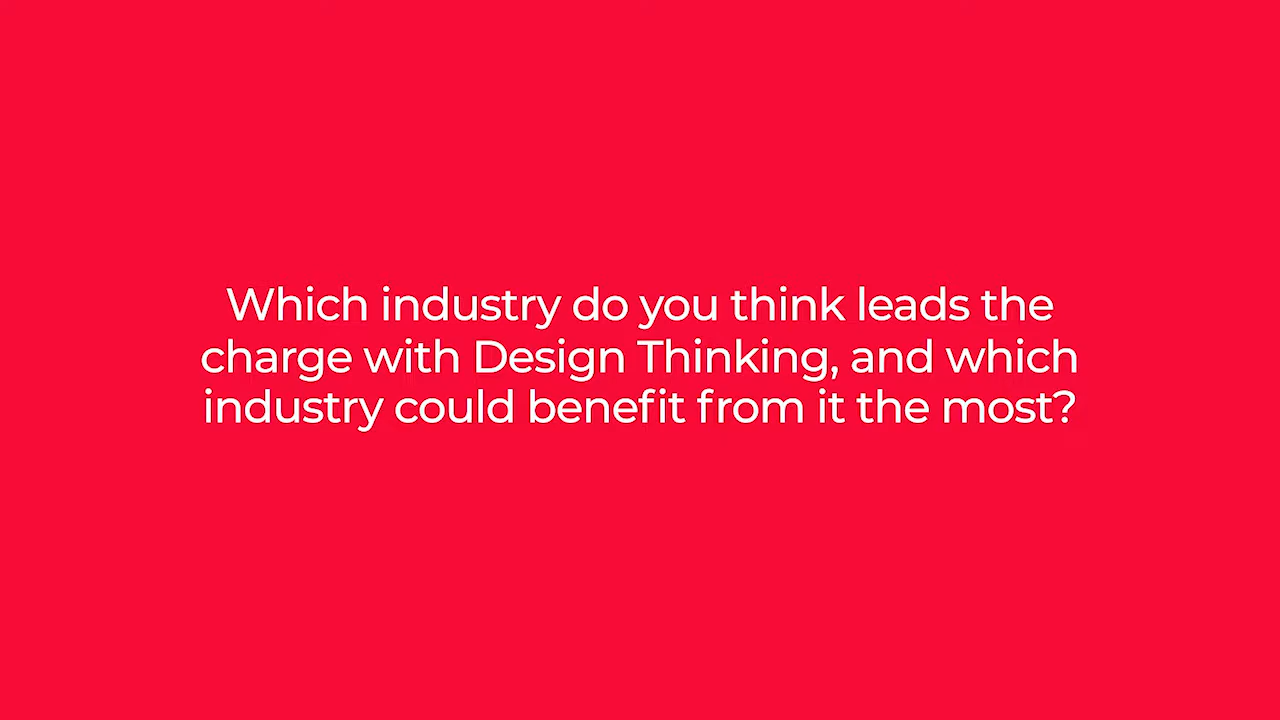 Which industry do you think leads the
charge with Design Thinking, and which
industry could benefit from it the most?